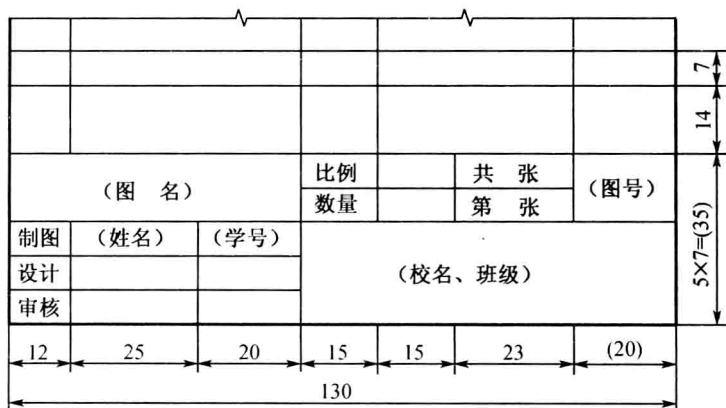 7
14
比例 共 张
(图 名) (图号)
数量 第 张
5×7=(35)
制图 (姓名) (学号)
设计 (校名、班级)
审核
12 25 20 15 15 23 (20)
130